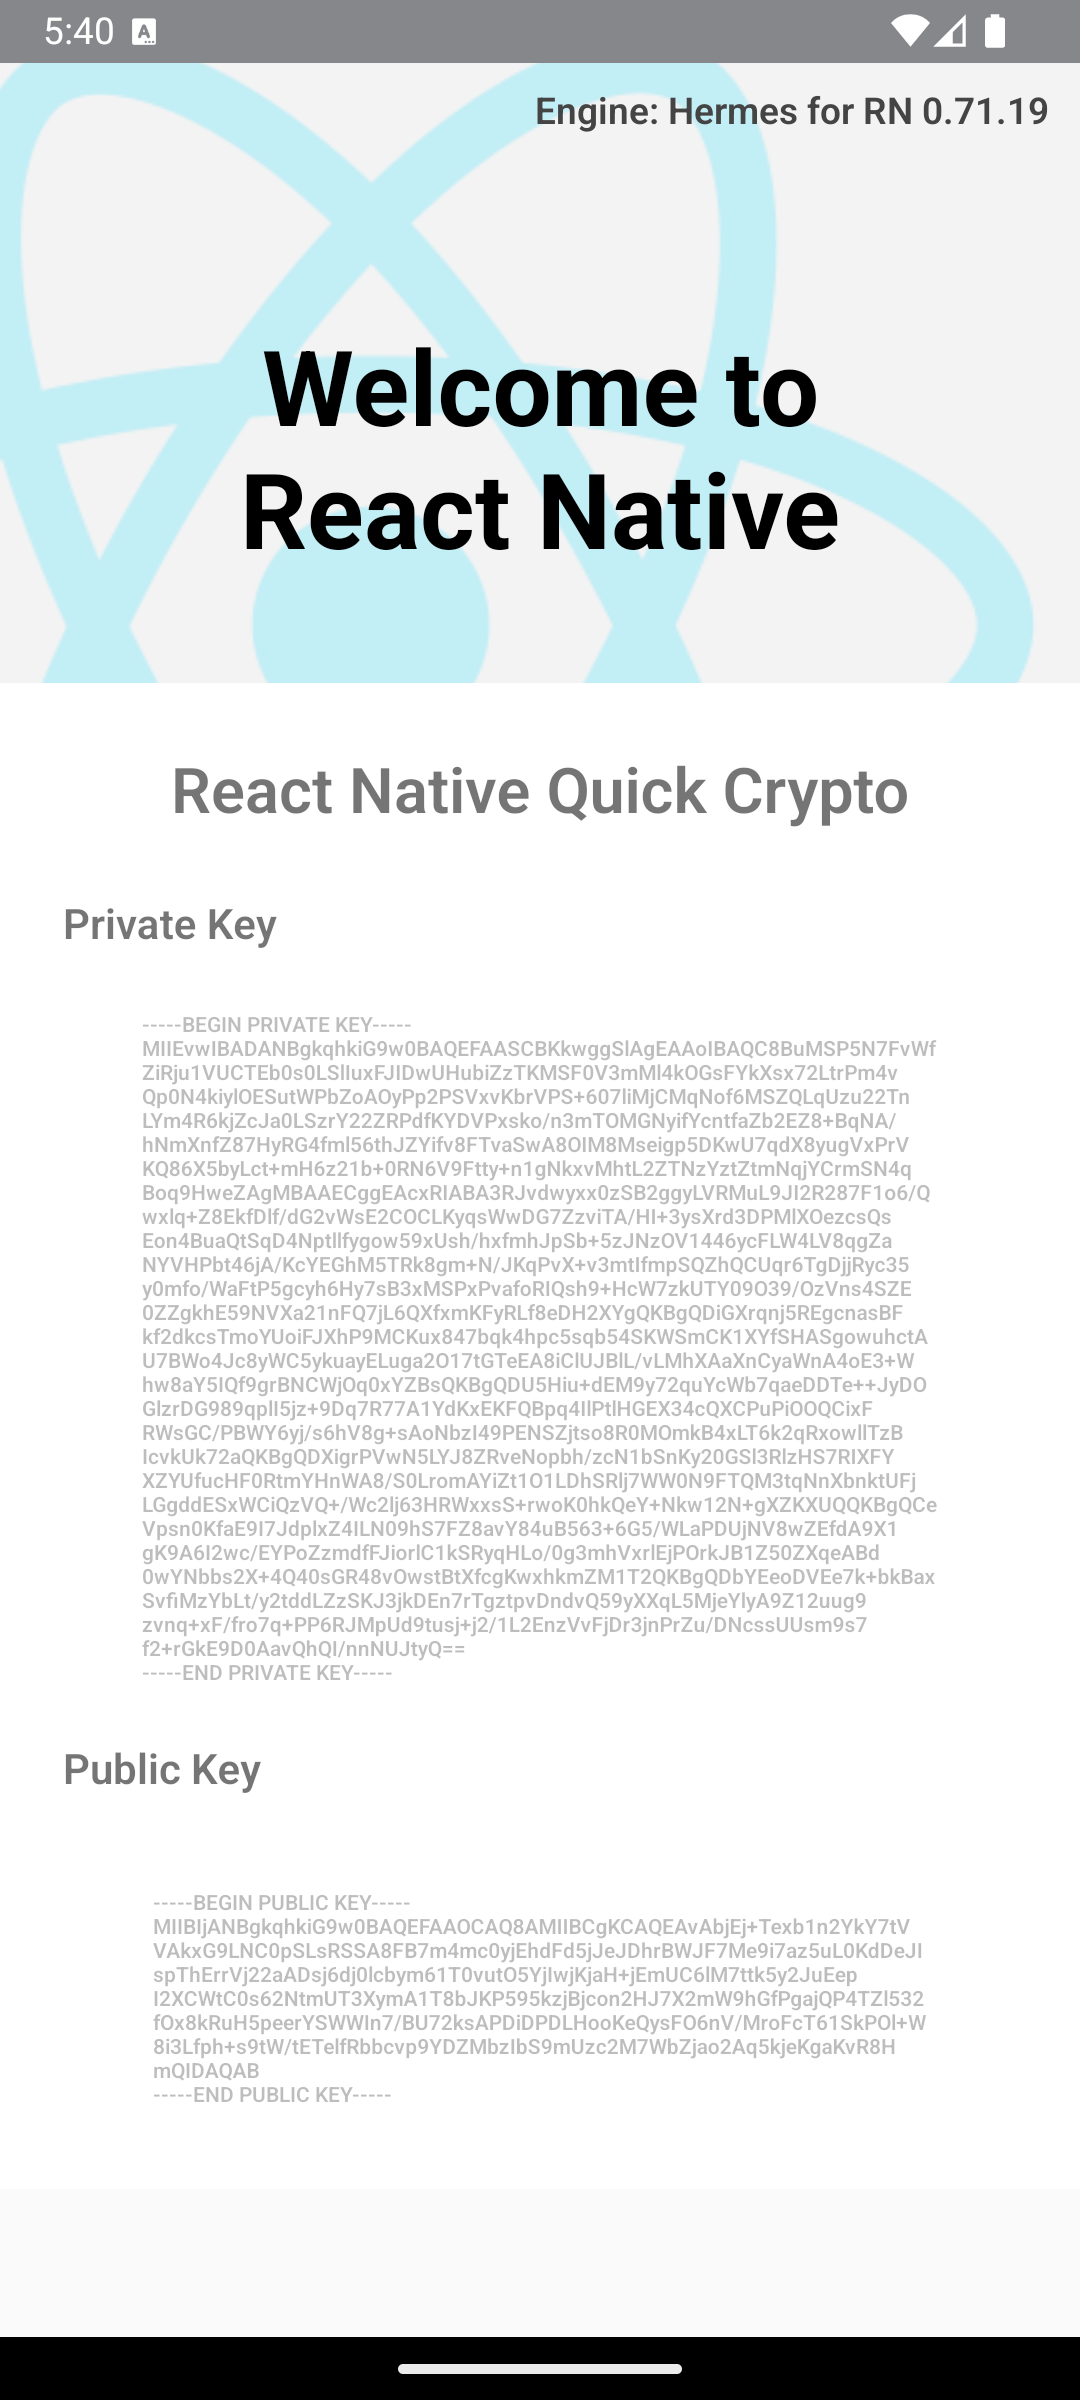 5:40
Engine: Hermes for RN 0.71.19
Welcome to
React Native
React Native Quick Crypto
Private Key
-----BEGIN PRIVATE KEY-----
MIIEvwIBADANBgkqhkiG9w0BAQEFAASCBKkwggSlAgEAAoIBAQC8BuMSP5N7FvWf
ZiRju1VUCTEb0s0LSlIuxFJIDwUHubiZzTKMSF0V3mMl4kOGsFYkXsx72LtrPm4v
Qp0N4kiylOESutWPbZoAOyPp2PSVxvKbrVPS+607liMjCMqNof6MSZQLqUzu22Tn
LYm4R6kjZcJa0LSzrY22ZRPdfKYDVPxsko/n3mTOMGNyifYcntfaZb2EZ8+BqNA/
hNmXnfZ87HyRG4fml56thJZYifv8FTvaSwA8OIM8Mseigp5DKwU7qdX8yugVxPrV
KQ86X5byLct+mH6z21b+0RN6V9Ftty+n1gNkxvMhtL2ZTNzYztZtmNqjYCrmSN4q
Boq9HweZAgMBAAECggEAcxRIABA3RJvdwyxx0zSB2ggyLVRMuL9JI2R287F1o6/Q
wxlq+Z8EkfDlf/dG2vWsE2COCLKyqsWwDG7ZzviTA/HI+3ysXrd3DPMlXOezcsQs
Eon4BuaQtSqD4Nptllfygow59xUsh/hxfmhJpSb+5zJNzOV1446ycFLW4LV8qgZa
NYVHPbt46jA/KcYEGhM5TRk8gm+N/JKqPvX+v3mtIfmpSQZhQCUqr6TgDjjRyc35
y0mfo/WaFtP5gcyh6Hy7sB3xMSPxPvafoRIQsh9+HcW7zkUTY09O39/OzVns4SZE
0ZZgkhE59NVXa21nFQ7jL6QXfxmKFyRLf8eDH2XYgQKBgQDiGXrqnj5REgcnasBF
kf2dkcsTmoYUoiFJXhP9MCKux847bqk4hpc5sqb54SKWSmCK1XYfSHASgowuhctA
U7BWo4Jc8yWC5ykuayELuga2O17tGTeEA8iClUJBlL/vLMhXAaXnCyaWnA4oE3+W
hw8aY5IQf9grBNCWjOq0xYZBsQKBgQDU5Hiu+dEM9y72quYcWb7qaeDDTe++JyDO
GlzrDG989qplI5jz+9Dq7R77A1YdKxEKFQBpq4IlPtlHGEX34cQXCPuPiOOQCixF
RWsGC/PBWY6yj/s6hV8g+sAoNbzI49PENSZjtso8R0MOmkB4xLT6k2qRxowllTzB
IcvkUk72aQKBgQDXigrPVwN5LYJ8ZRveNopbh/zcN1bSnKy20GSl3RlzHS7RIXFY
XZYUfucHF0RtmYHnWA8/S0LromAYiZt1O1LDhSRlj7WW0N9FTQM3tqNnXbnktUFj
LGgddESxWCiQzVQ+/Wc2lj63HRWxxsS+rwoK0hkQeY+Nkw12N+gXZKXUQQKBgQCe
Vpsn0KfaE9I7JdplxZ4ILN09hS7FZ8avY84uB563+6G5/WLaPDUjNV8wZEfdA9X1
gK9A6I2wc/EYPoZzmdfFJiorlC1kSRyqHLo/0g3mhVxrlEjPOrkJB1Z50ZXqeABd
0wYNbbs2X+4Q40sGR48vOwstBtXfcgKwxhkmZM1T2QKBgQDbYEeoDVEe7k+bkBax
SvfiMzYbLt/y2tddLZzSKJ3jkDEn7rTgztpvDndvQ59yXXqL5MjeYlyA9Z12uug9
zvnq+xF/fro7q+PP6RJMpUd9tusj+j2/1L2EnzVvFjDr3jnPrZu/DNcssUUsm9s7
f2+rGkE9D0AavQhQI/nnNUJtyQ==
-----END PRIVATE KEY-----
Public Key
-----BEGIN PUBLIC KEY-----
MIIBIjANBgkqhkiG9w0BAQEFAAOCAQ8AMIIBCgKCAQEAvAbjEj+Texb1n2YkY7tV
VAkxG9LNC0pSLsRSSA8FB7m4mc0yjEhdFd5jJeJDhrBWJF7Me9i7az5uL0KdDeJI
spThErrVj22aADsj6dj0lcbym61T0vutO5YjIwjKjaH+jEmUC6lM7ttk5y2JuEep
I2XCWtC0s62NtmUT3XymA1T8bJKP595kzjBjcon2HJ7X2mW9hGfPgajQP4TZl532
fOx8kRuH5peerYSWWIn7/BU72ksAPDiDPDLHooKeQysFO6nV/MroFcT61SkPOl+W
8i3Lfph+s9tW/tETelfRbbcvp9YDZMbzIbS9mUzc2M7WbZjao2Aq5kjeKgaKvR8H
mQIDAQAB
-----END PUBLIC KEY-----